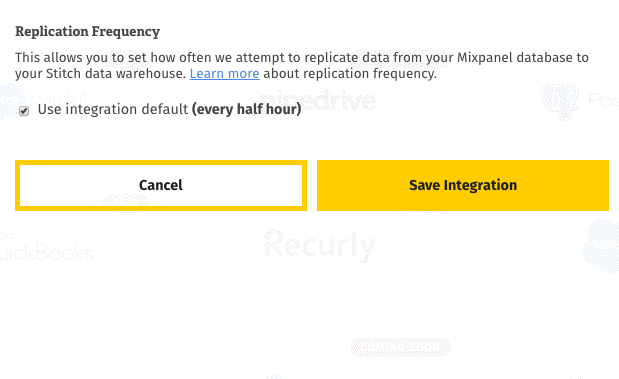 Replication Frequency
This allows you to set how often we attempt to replicate data from your Mixpanel database to
your Stitch data warehouse. Learn more about replication frequency.
pipedrive
Use integration default (every half hour)
Cancel
Save Integration
Recurly
uickBooks
COMING SOON